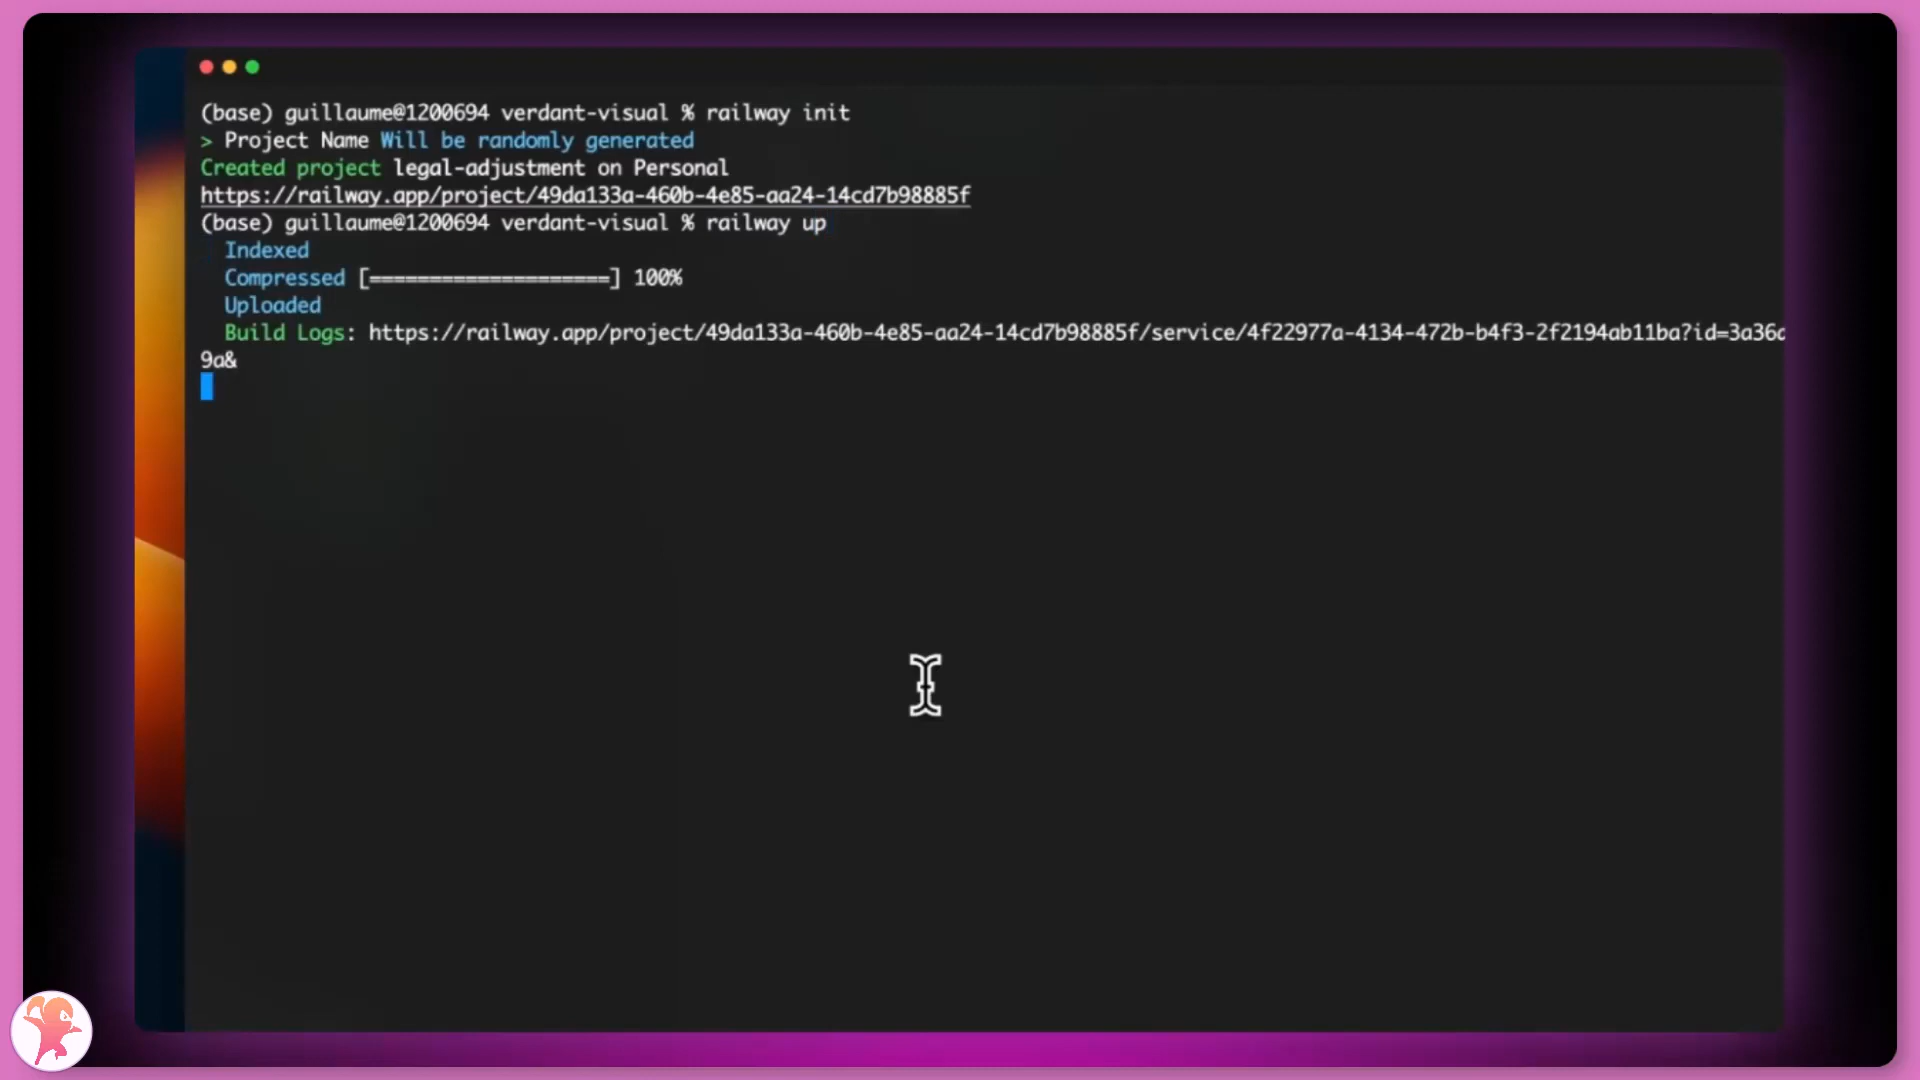 (base) guillaume@1200694 verdant-visual % railway init
> Project Name Will be randomly generated
Created project legal-adjustment on Personal
https://railway.app/project/49da133a-460b-4e85-aa24-14cd7b98885f
(base) guillaume@1200694 verdant-visual % railway up
Indexed
Compressed [====================] 100%
Uploaded
Build Logs: https://railway.app/project/49da133a-460b-4e85-aa24-14cd7b98885f/service/4f22977a-4134-472b-b4f3-2f2194ab11ba?id=3a36
9a&